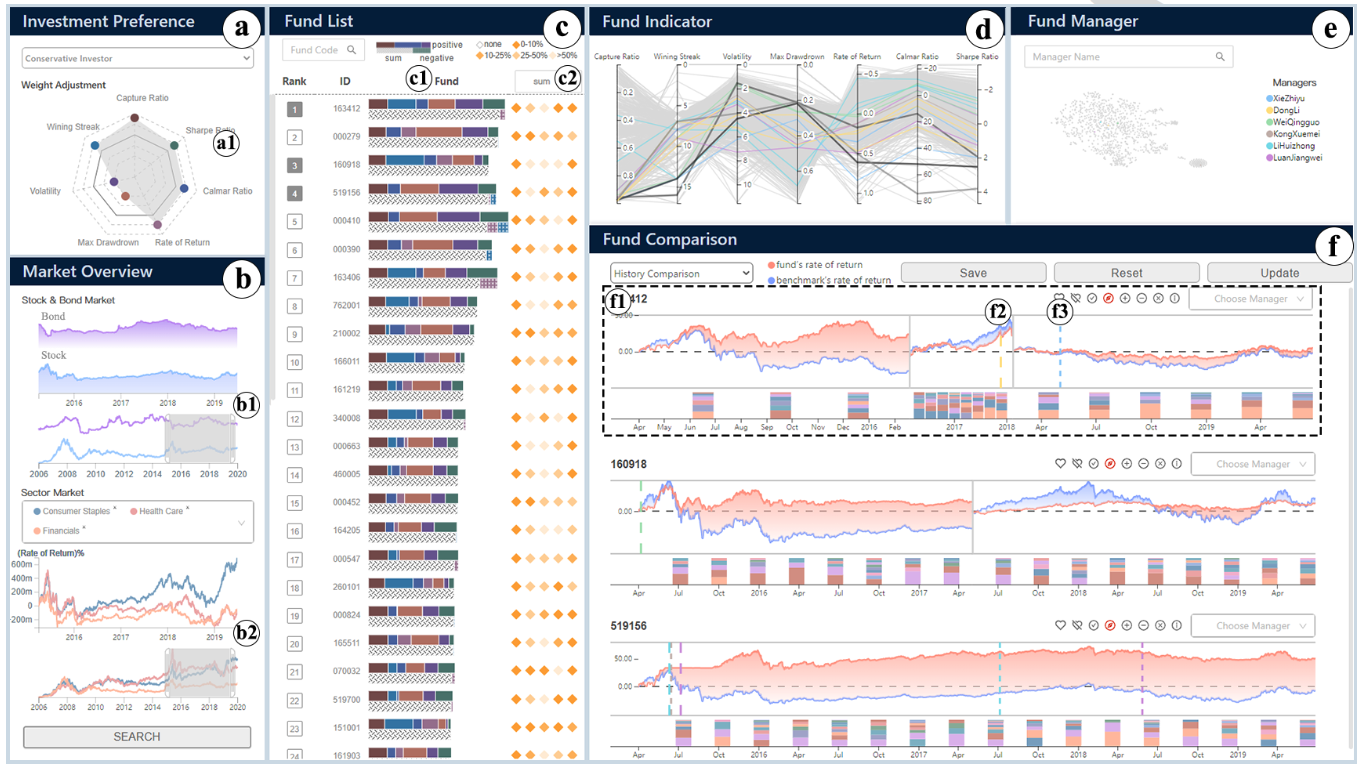 Investment Preference
a
Conservative Investor
Weight Adjustment
Capture Ratio
Wining Streak
a1
Volatility
Calmar Ratio
Max Drawdrown
Rate of Return
Market Overview
b
Stock & Bond Market
Bond
Stock
2016 2017 2018 2019
b1
2006 2008 2010 2012 2014 2016 2018 2020
Sector Market
Consumer Staples x Health Care x
Financials x
(Rate of Return)%
600m
400m
200m
0
-200m
2016 2017 2018 2019
b2
2006 2008 2010 2012 2014 2016 2018 2020
SEARCH
Fund List
c
Fund Code
positive
sum negative
none 0-10%
10-25% 25-50% >50%
Rank ID c1 Fund sum c2
1 163412
2 000279
3 160918
4 519156
5 000410
6 000390
7 163406
8 762001
9 210002
10 166011
11 161219
12 340008
13 000663
14 460005
15 000452
16 164205
17 000547
18 260101
19 000824
20 165511
21 070032
22 519700
23 151001
24 161903
Fund Indicator
d
Capture Ratio Wining Streak Volatility Max Drawdrown Rate of Return Calmar Ratio Sharpe Ratio
0.2
0.6
0.8
5
10
15
0
2
4
6
10
0.0
0.2
0.4
0.6
-0.5
0.0
0.5
1.0
-20
0
20
40
60
80
-2
0
2
4
Fund Manager
e
Manager Name
Managers
XieZhiyu
DongLi
WeiQingguo
KongXuemei
LiHuizhong
LuanJiangwei
Fund Comparison
f
History Comparison
fund's rate of return
benchmark's rate of return
Save
Reset
Update
f1
412
f2
f3
Choose Manager
0.00
Apr May Jun Jul Aug Sep Oct Nov Dec 2016 Feb 2017 2018 Apr Jul Oct 2019 Apr
160918
Choose Manager
0.00
Apr Jul Oct 2016 Apr Jul Oct 2017 Apr Jul Oct 2018 Apr Jul Oct 2019 Apr
519156
Choose Manager
50.00
0.00
Apr Jul Oct 2016 Apr Jul Oct 2017 Apr Jul Oct 2018 Apr Jul Oct 2019 Apr